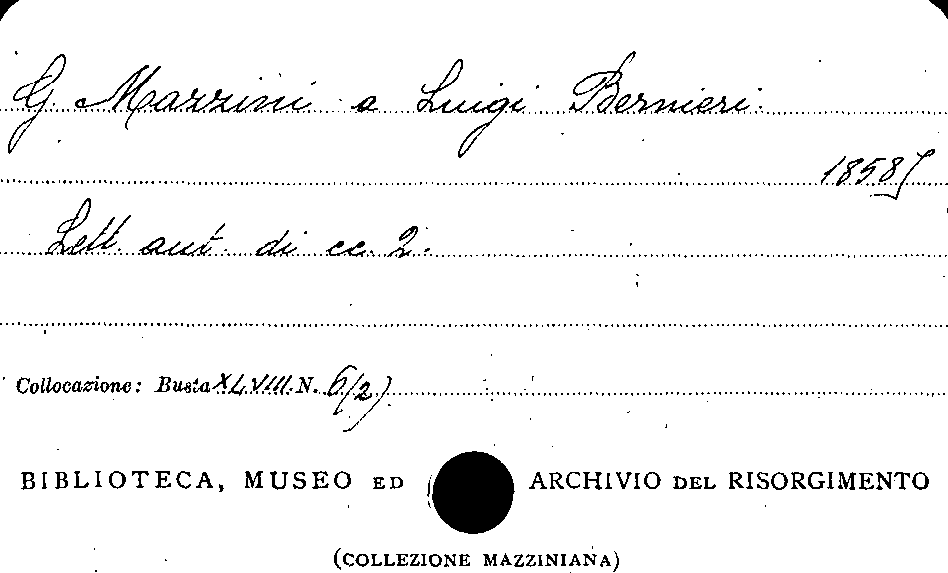 G. Mazzini a Luigi Bernieri.
1858]
Lett. aut. di cc. 2.
Collocazione: Busta XLVIII N. 6/2)
BIBLIOTECA, MUSEO ED ARCHIVIO DEL RISORGIMENTO
(COLLEZIONE MAZZINIANA)